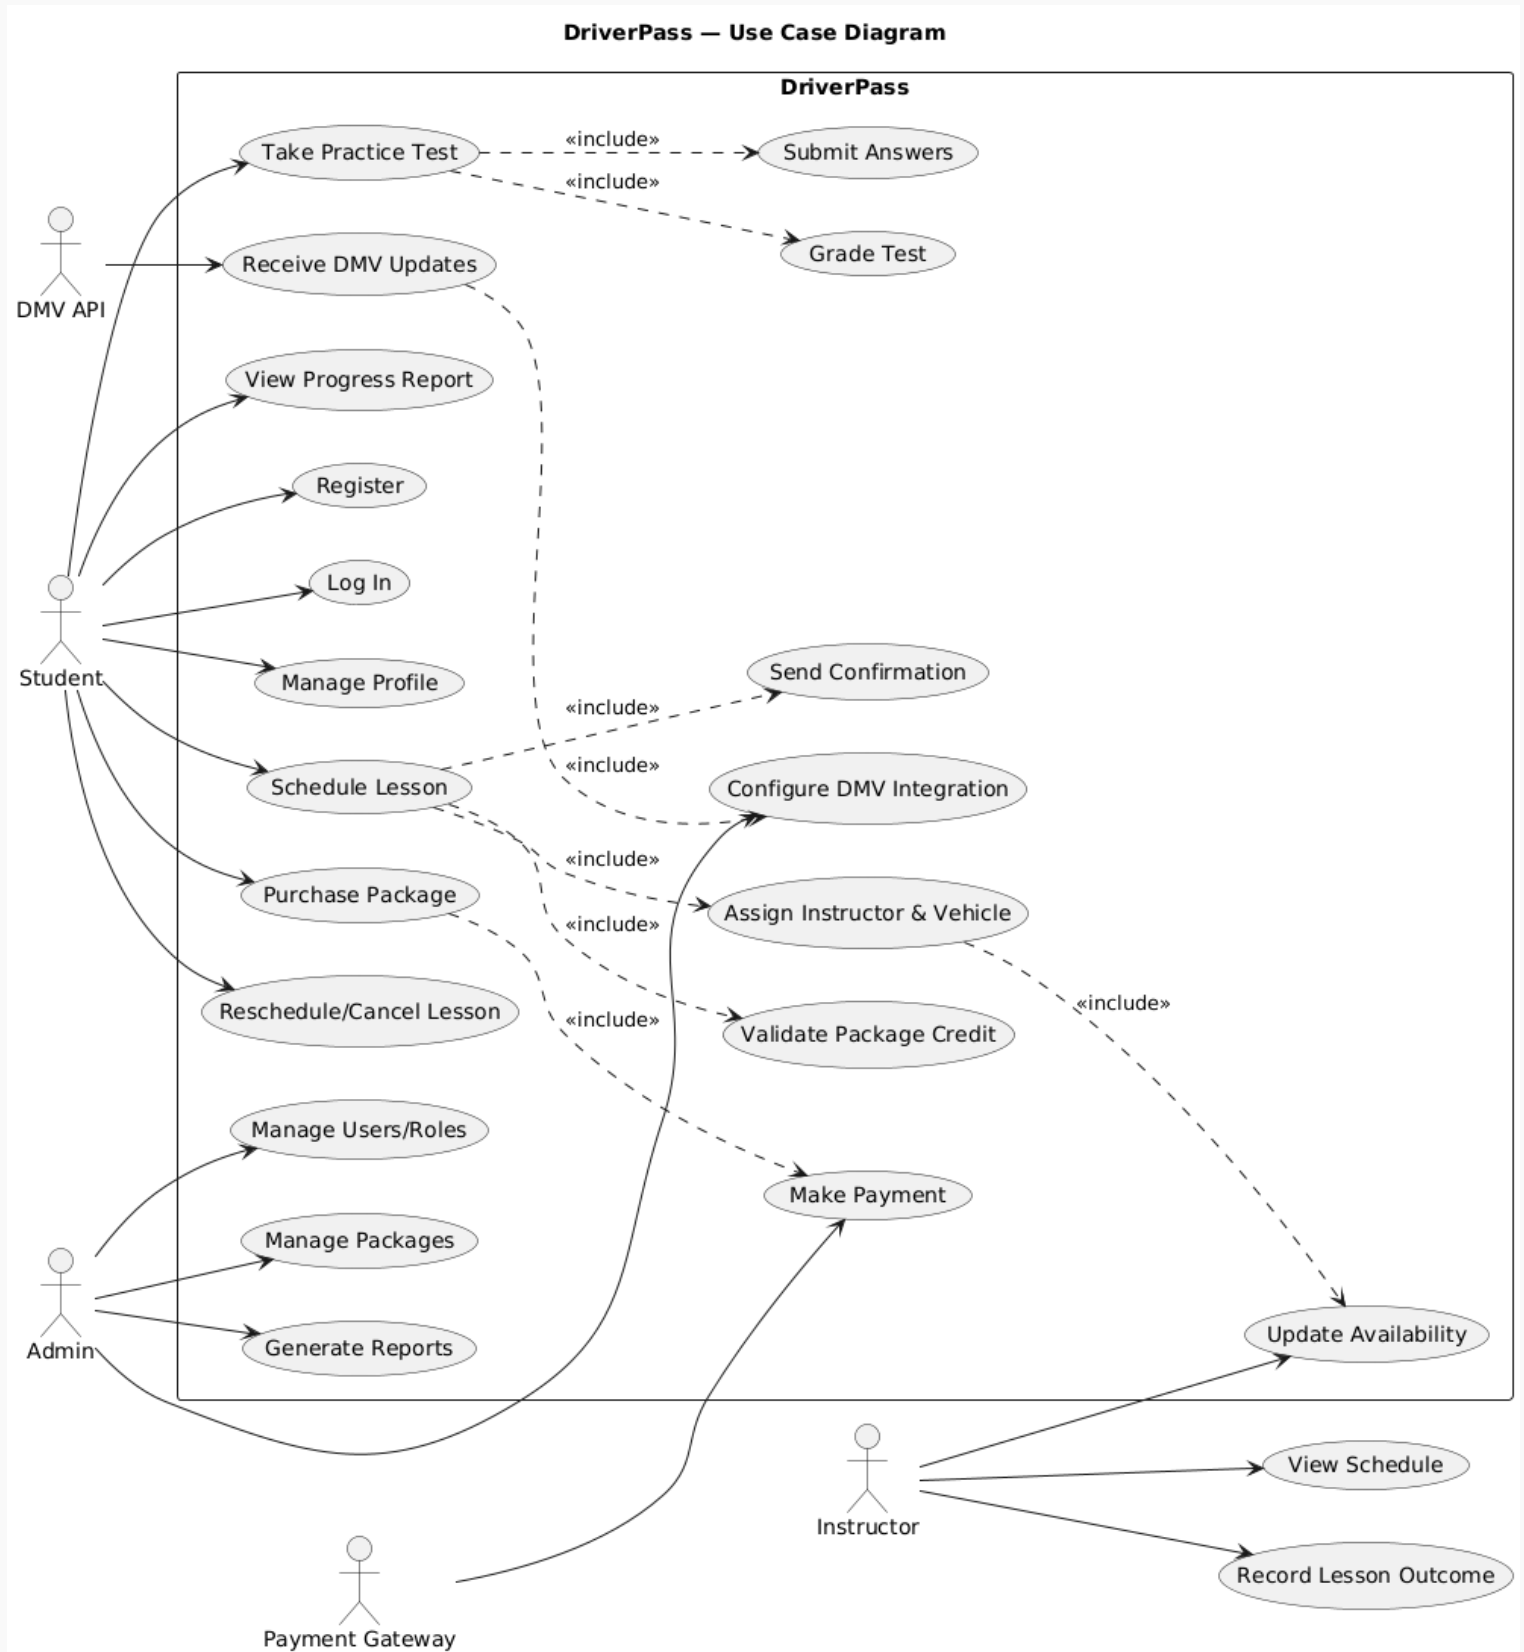 DriverPass — Use Case Diagram
DriverPass
Take Practice Test
«include»
Submit Answers
«include»
Grade Test
DMV API
Receive DMV Updates
View Progress Report
Register
Log In
Student
Manage Profile
Send Confirmation
«include»
«include»
Configure DMV Integration
Schedule Lesson
«include»
Purchase Package
Assign Instructor & Vehicle
«include»
«include»
Reschedule/Cancel Lesson
«include»
Validate Package Credit
Manage Users/Roles
Make Payment
Manage Packages
Admin
Generate Reports
Update Availability
Instructor
View Schedule
Record Lesson Outcome
Payment Gateway